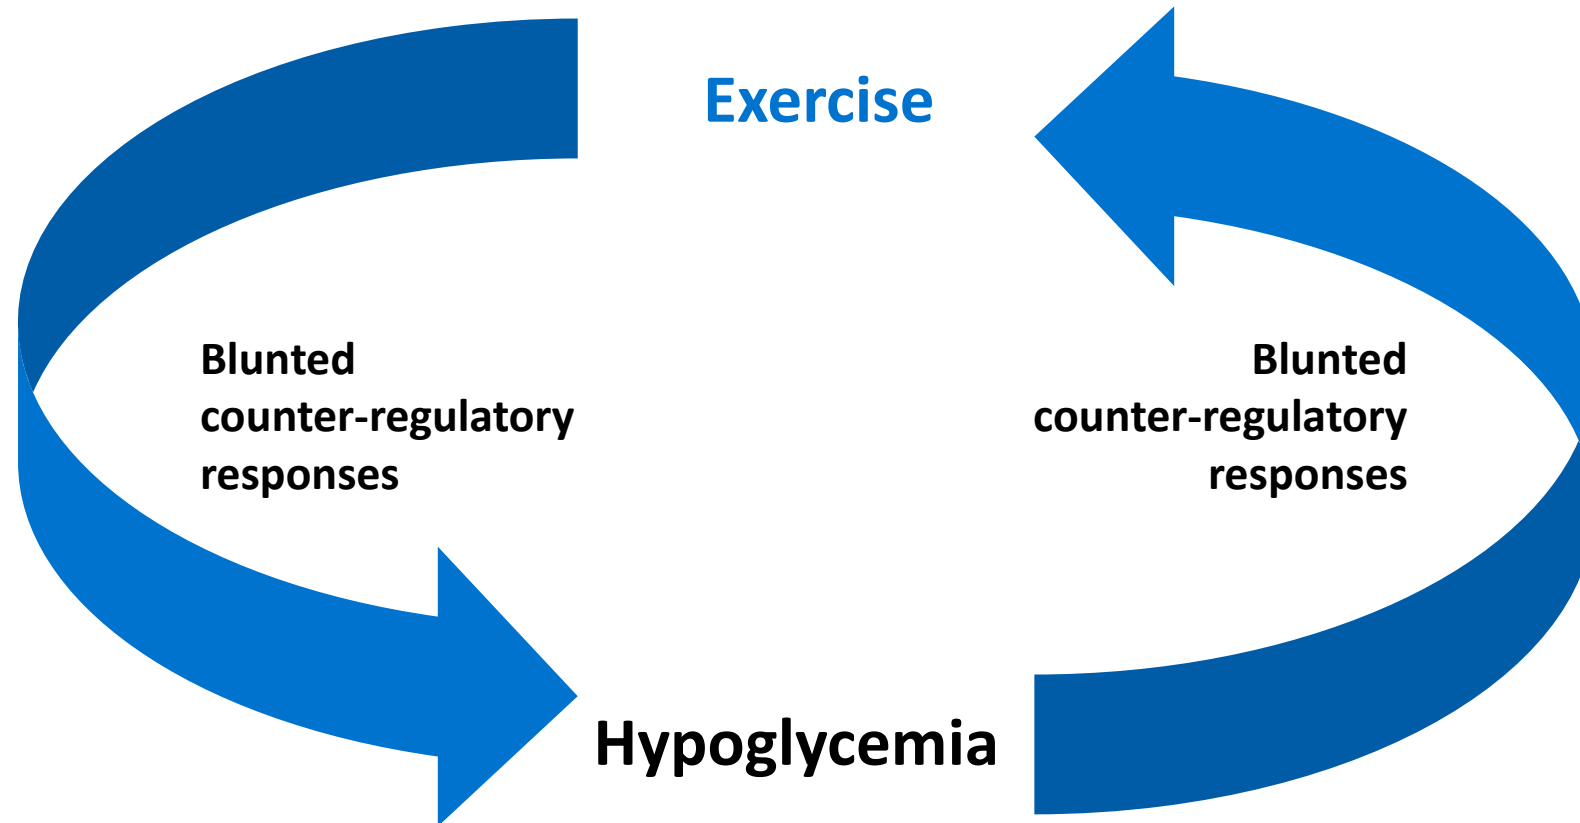 Exercise
Blunted
counter-regulatory
responses
Blunted
counter-regulatory
responses
Hypoglycemia